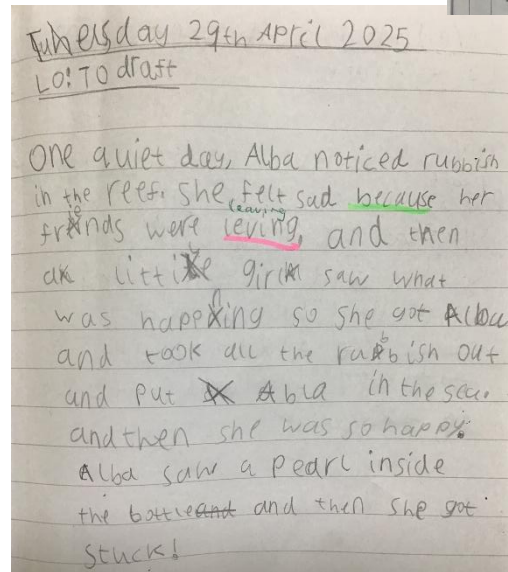 Tuhersday 29th April 2025
LO: TO draft
One quiet day, Alba noticed rubbish
in the reef. She felt sad because her
leaving
friends were leving, and then
a little girl saw what
was happening so she got Alba
and took all the rubbish out
and put Abla in the sea.
and then she was so happy.
Alba saw a pearl inside
the bottle and and then she got
stuck!